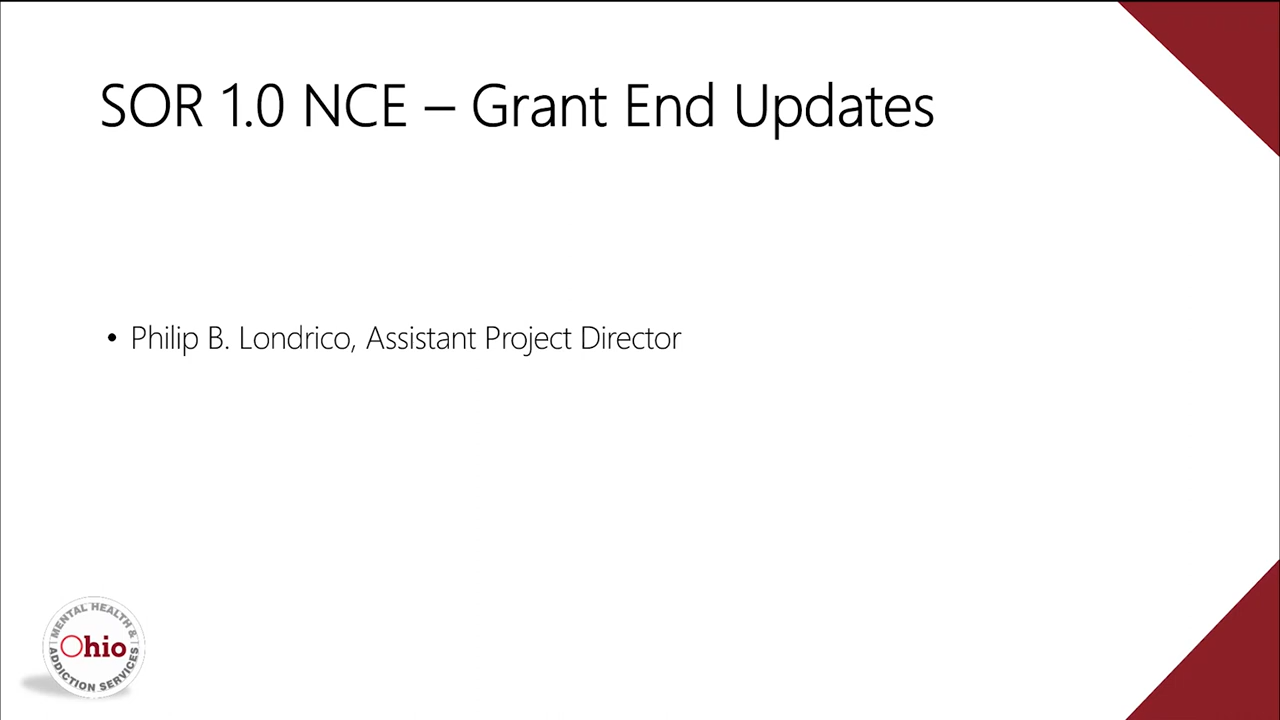 SOR 1.0 NCE – Grant End Updates
• Philip B. Londrico, Assistant Project Director
MENTAL HEALTH &
Ohio
ADDICTION SERVICES